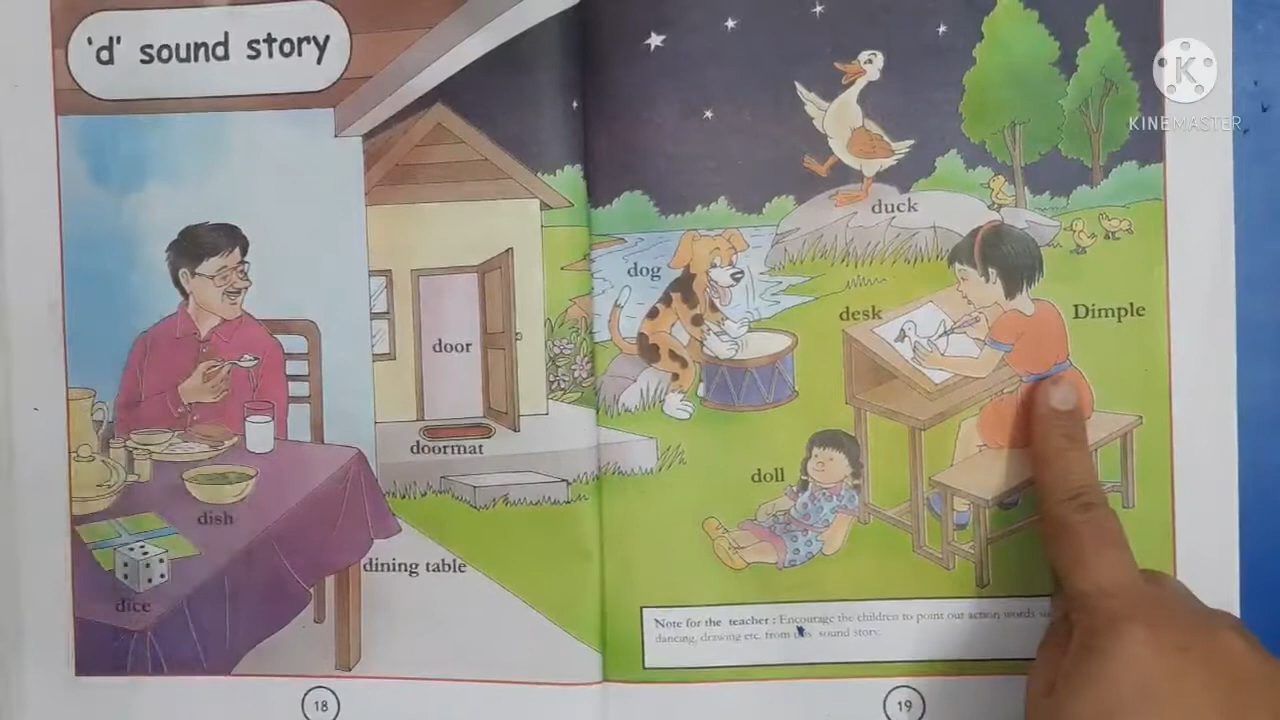 'd' sound story
door
doormat
dish
dining table
dice
18
duck
dog
desk
Dimple
doll
Note for the teacher : Encourage the children to point out action words
dancing, drawing etc. from this sound story.
19
K
KINEMASTER